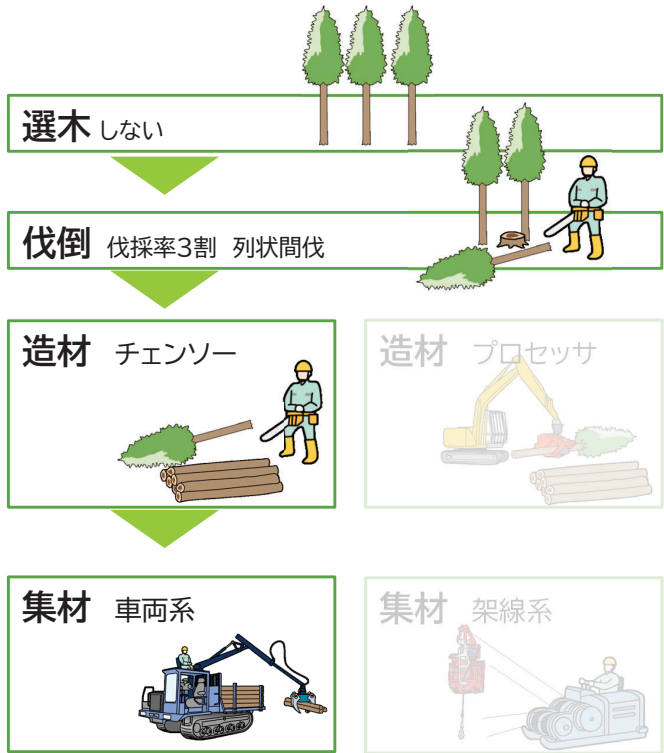 選木 しない
伐倒 伐採率3割 列状間伐
造材 チェンソー
造材 プロセッサ
集材 車両系
集材 架線系